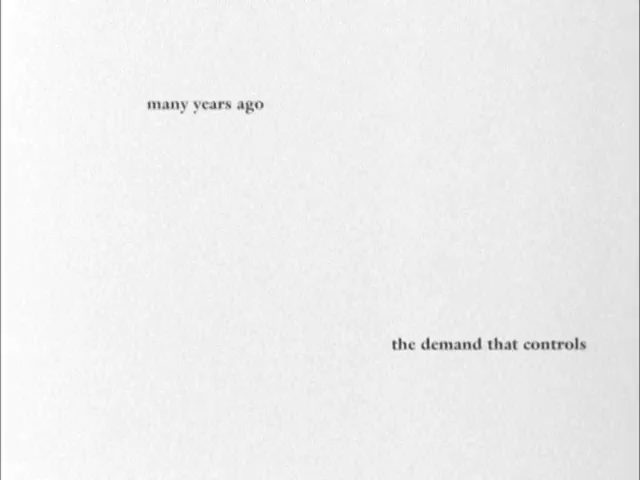 many years ago
the demand that controls